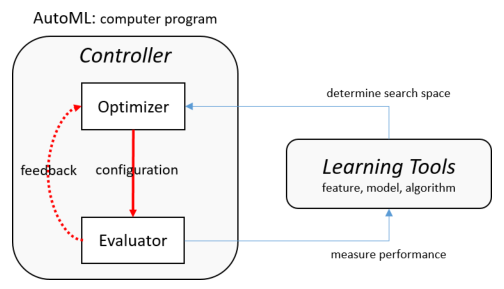 AutoML: computer program
Controller
Optimizer
determine search space
feedback
configuration
Learning Tools
feature, model, algorithm
Evaluator
measure performance